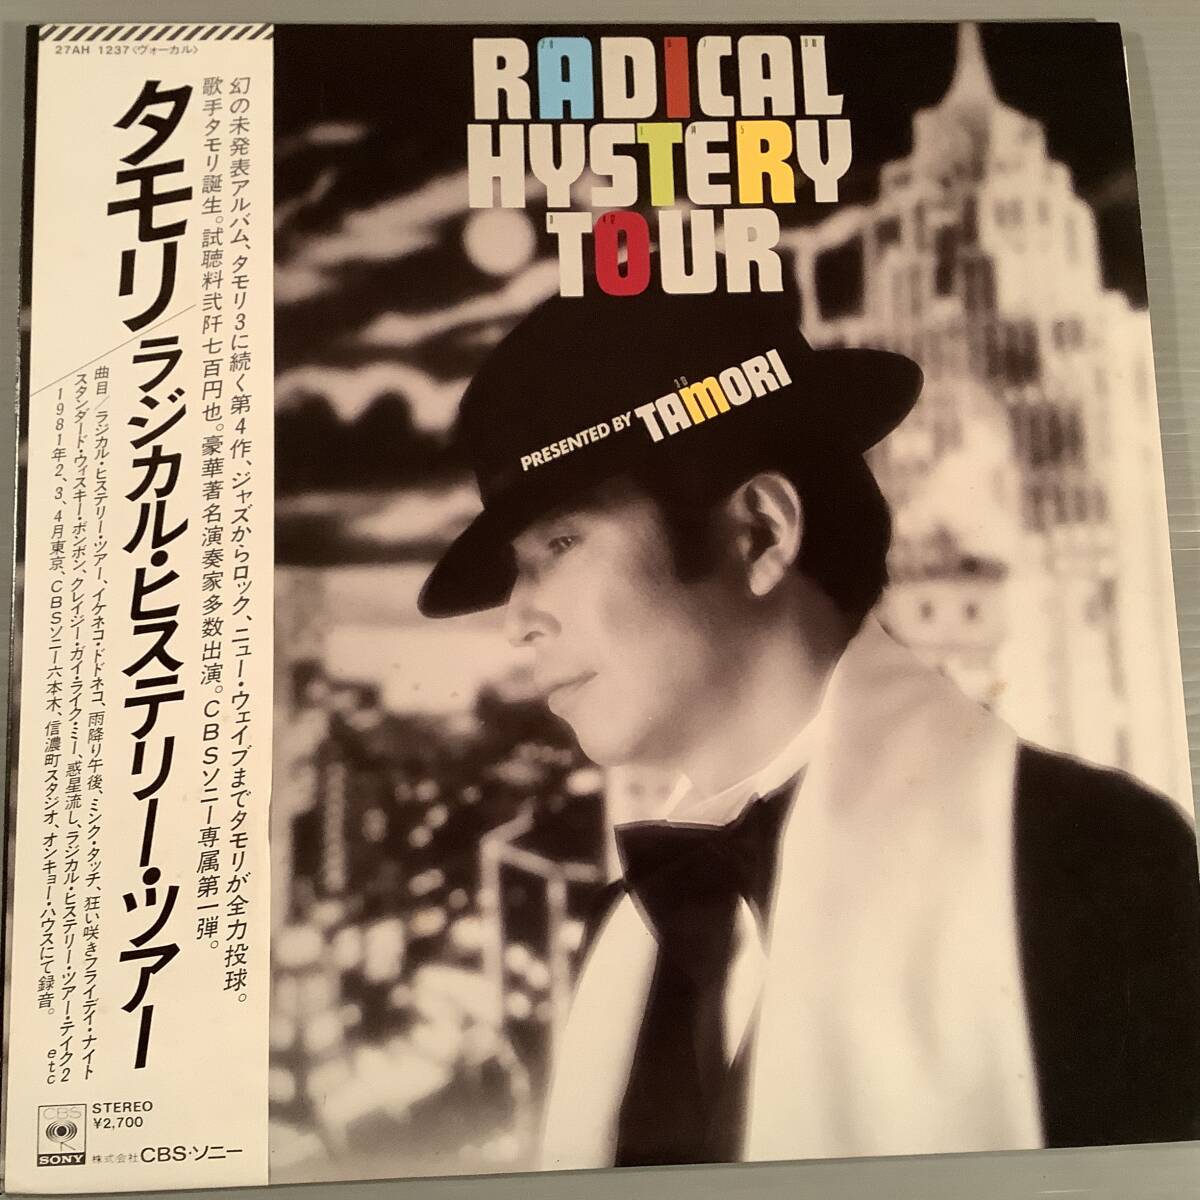 27AH 1237〈ヴォーカル〉
幻の未発表アルバム、タモリ3に続く第4作、ジャズからロック、ニュー・ウェイブまでタモリが全力投球。
歌手タモリ誕生。試聴料弐阡七百円也。豪華著名演奏家多数出演。CBSソニー専属第一弾。
タモリ/ラジカル・ヒステリー・ツアー
曲目/ラジカル・ヒステリー・ツアー、イケネコ・ドドネコ、雨降り午後、ミンク・タッチ、狂い咲きフライデイ・ナイト
スタンダード・ウィスキー・ボンボン、クレイジー・ガイ・ライク・ミー、惑星流し、ラジカル・ヒステリー・ツアー・テイク2
1981年2、3、4月東京、CBSソニー六本木、信濃町スタジオ、オンキョー・ハウスにて録音。 etc
CBS
SONY
STEREO
¥2,700
株式会社 CBS・ソニー
RADICAL
HYSTERY
TOUR
PRESENTED BY TAMORI